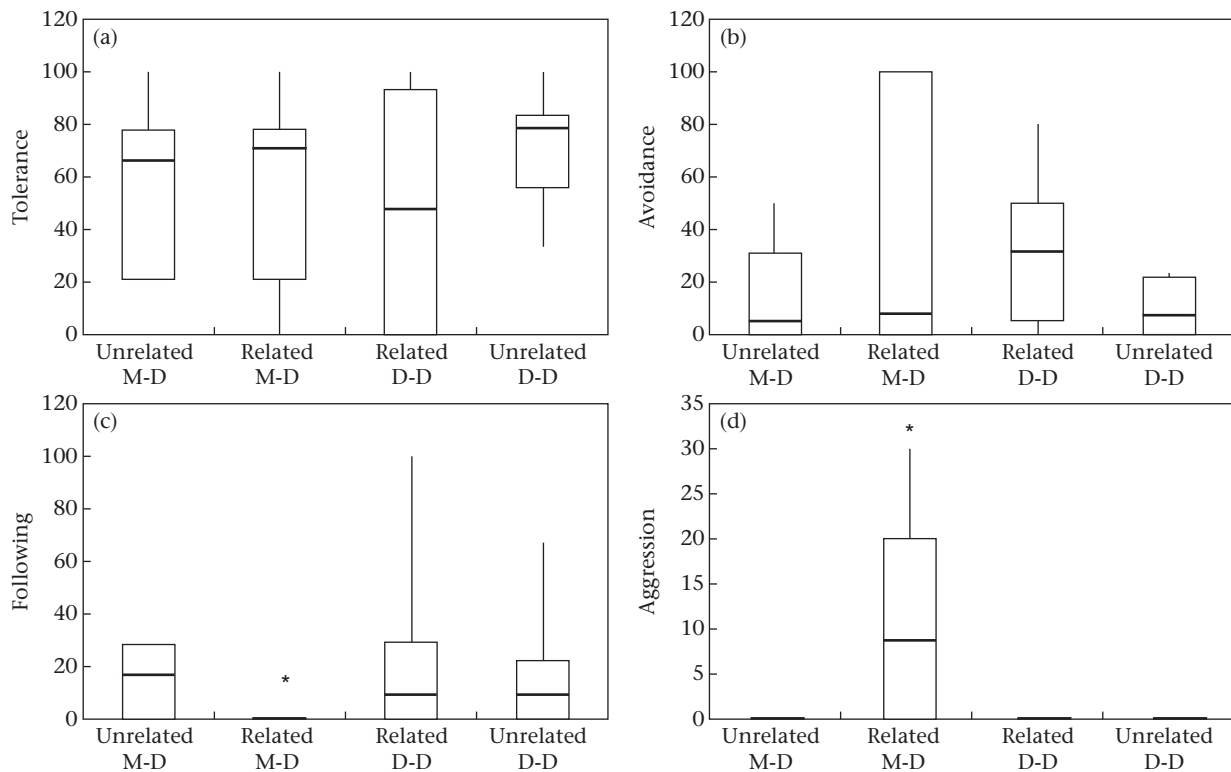 (a)
120
100
80
60
40
20
0
Tolerance
Unrelated Related Related Unrelated
M-D M-D D-D D-D
(b)
120
100
80
60
40
20
0
Avoidance
Unrelated Related Related Unrelated
M-D M-D D-D D-D
(c)
120
100
80
60
40
20
0
Following
*
Unrelated Related Related Unrelated
M-D M-D D-D D-D
(d)
35
30
25
20
15
10
5
0
Aggression
*
Unrelated Related Related Unrelated
M-D M-D D-D D-D